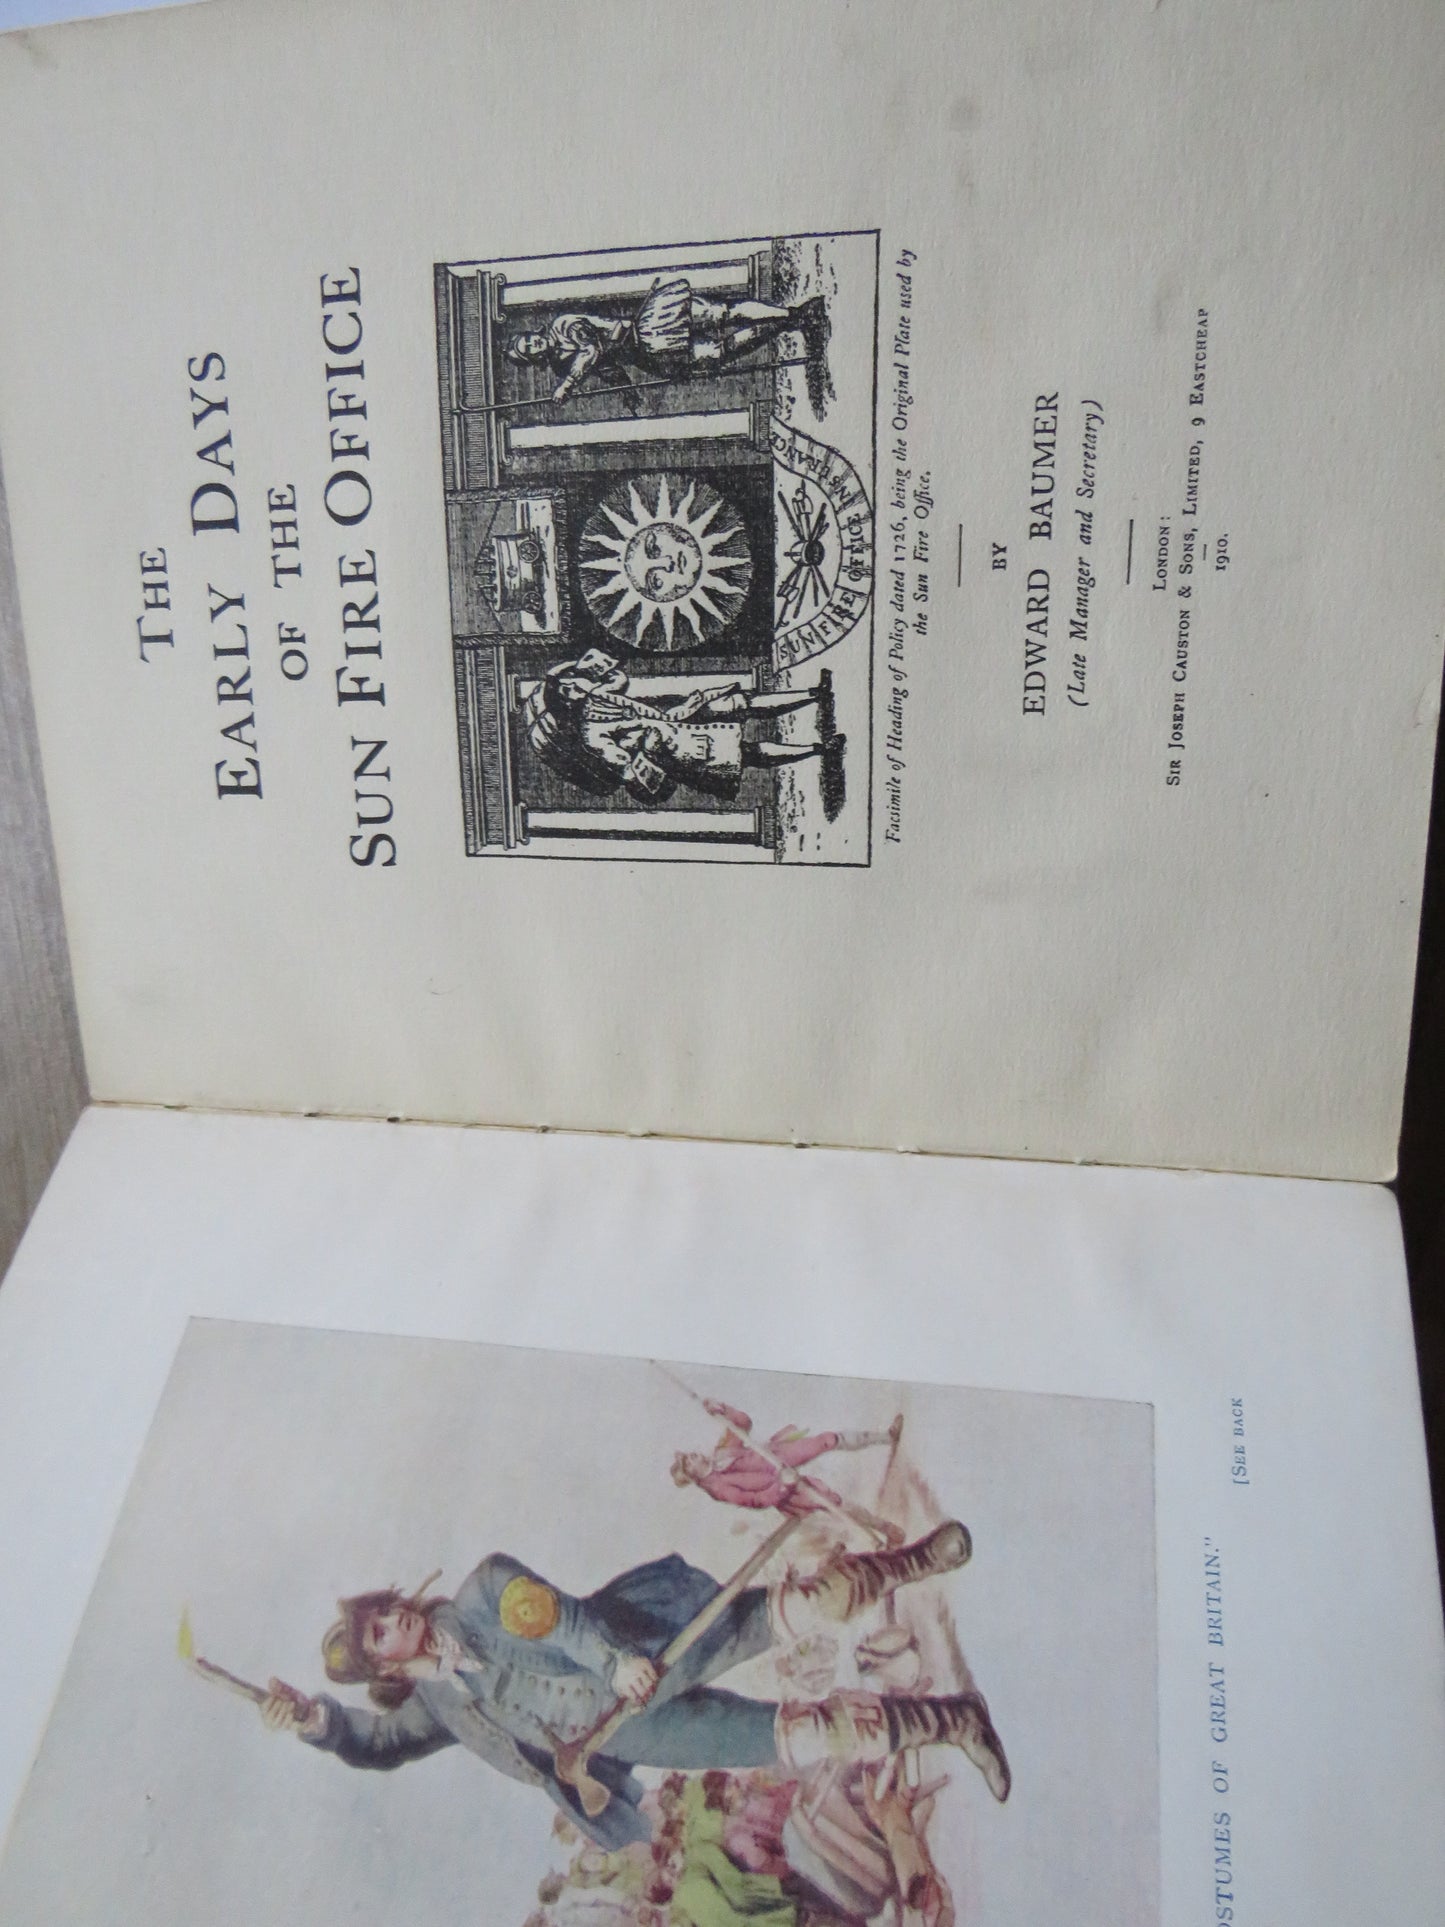 THE
EARLY DAYS
OF THE
SUN FIRE OFFICE
SUN FIRE OFFICE INSURANCE
Facsimile of Heading of Policy dated 1726, being the Original Plate used by
the Sun Fire Office.
BY
EDWARD BAUMER
(Late Manager and Secretary)
LONDON:
SIR JOSEPH CAUSTON & SONS, LIMITED, 9 EASTCHEAP
1910.
OSTUMES OF GREAT BRITAIN."
[SEE BACK